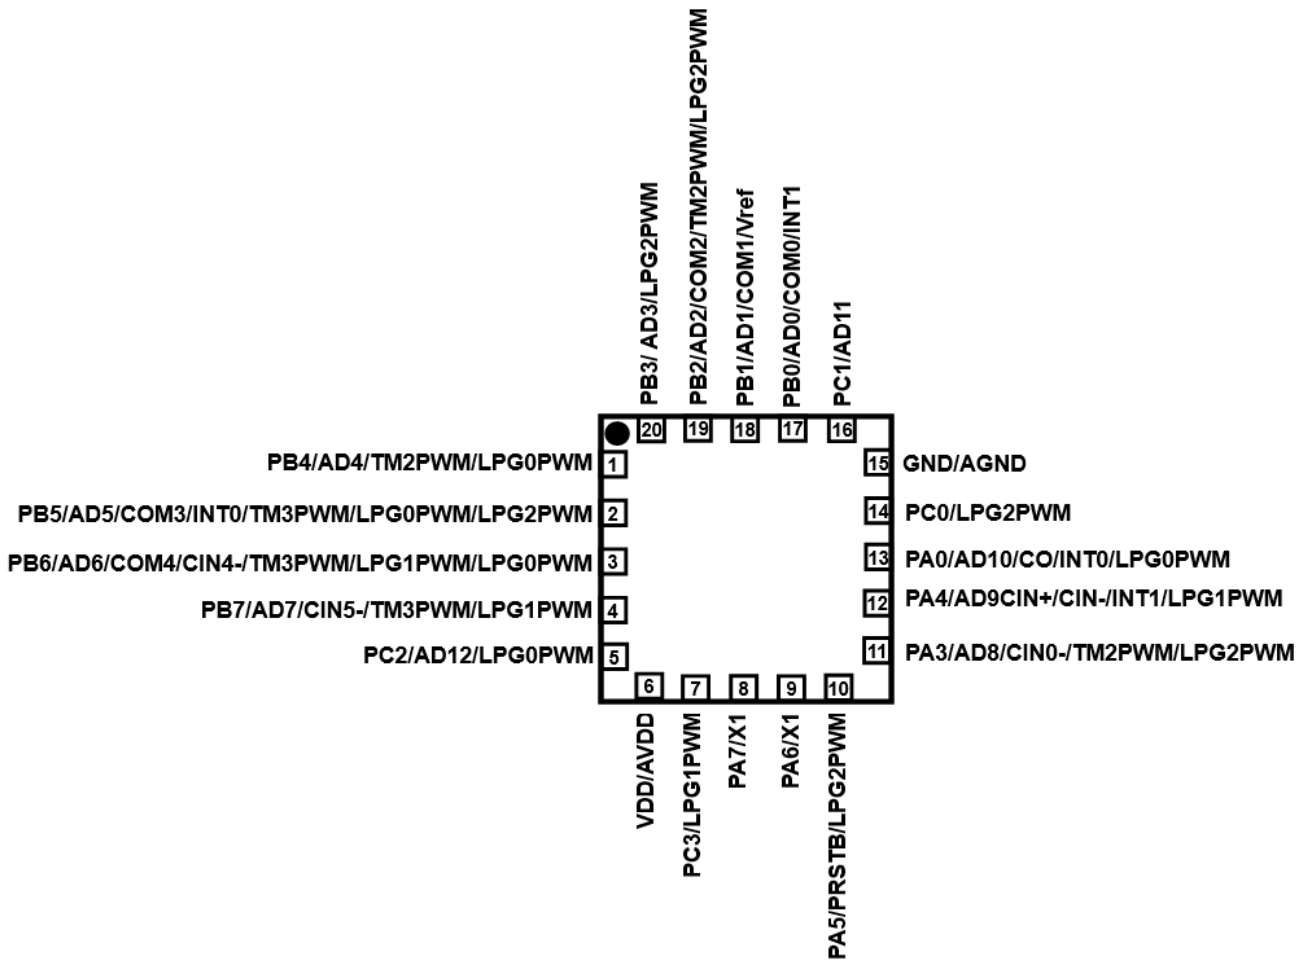 PB3/ AD3/LPG2PWM
PB2/AD2/COM2/TM2PWM/LPG2PWM
PB1/AD1/COM1/Vref
PB0/AD0/COM0/INT1
PC1/AD11
20
19
18
17
16
PB4/AD4/TM2PWM/LPG0PWM
1
PB5/AD5/COM3/INT0/TM3PWM/LPG0PWM/LPG2PWM
2
PB6/AD6/COM4/CIN4-/TM3PWM/LPG1PWM/LPG0PWM
3
PB7/AD7/CIN5-/TM3PWM/LPG1PWM
4
PC2/AD12/LPG0PWM
5
15
GND/AGND
14
PC0/LPG2PWM
13
PA0/AD10/CO/INT0/LPG0PWM
12
PA4/AD9CIN+/CIN-/INT1/LPG1PWM
11
PA3/AD8/CIN0-/TM2PWM/LPG2PWM
6
7
8
9
10
VDD/AVDD
PC3/LPG1PWM
PA7/X1
PA6/X1
PA5/PRSTB/LPG2PWM